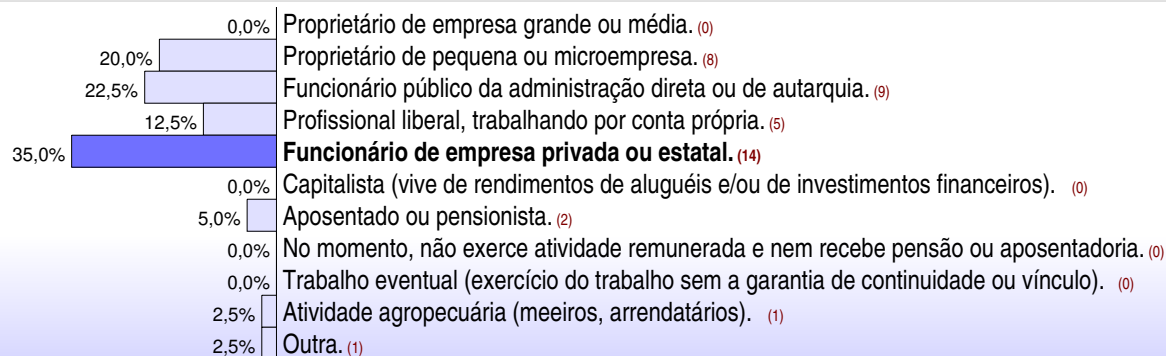 0,0% Proprietário de empresa grande ou média. (0)
20,0% Proprietário de pequena ou microempresa. (8)
22,5% Funcionário público da administração direta ou de autarquia. (9)
12,5% Profissional liberal, trabalhando por conta própria. (5)
35,0% Funcionário de empresa privada ou estatal. (14)
0,0% Capitalista (vive de rendimentos de aluguéis e/ou de investimentos financeiros). (0)
5,0% Aposentado ou pensionista. (2)
0,0% No momento, não exerce atividade remunerada e nem recebe pensão ou aposentadoria. (0)
0,0% Trabalho eventual (exercício do trabalho sem a garantia de continuidade ou vínculo). (0)
2,5% Atividade agropecuária (meeiros, arrendatários). (1)
2,5% Outra. (1)